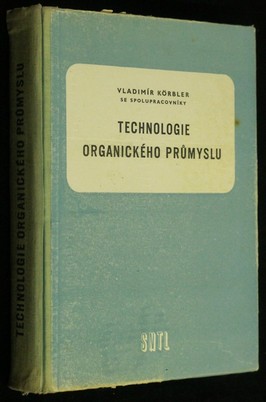 VLADIMÍR KÖRBLER
SE SPOLUPRACOVNÍKY
TECHNOLOGIE
ORGANICKÉHO PRŮMYSLU
SNTL
TECHNOLOGIE ORGANICKÉHO PRŮMYSLU